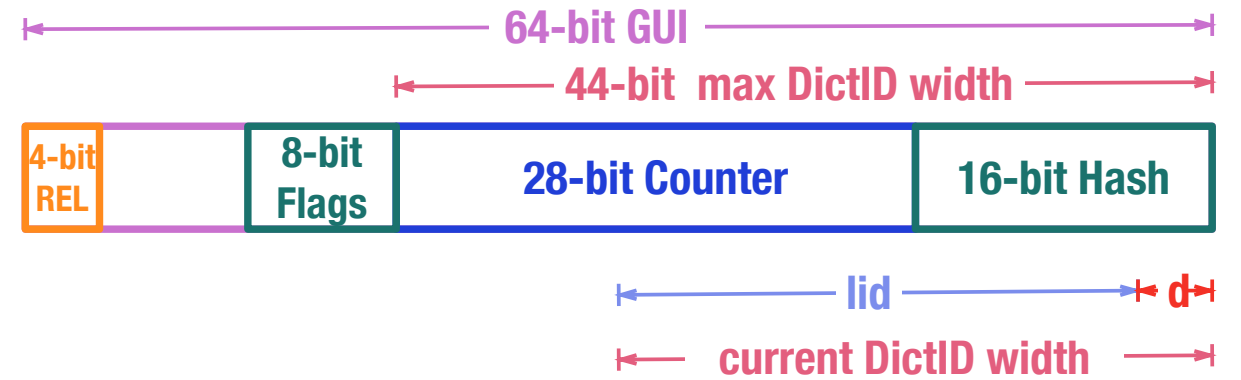 64-bit GUI
44-bit max DictID width
4-bit
REL
8-bit
Flags
28-bit Counter
16-bit Hash
lid
d
current DictID width